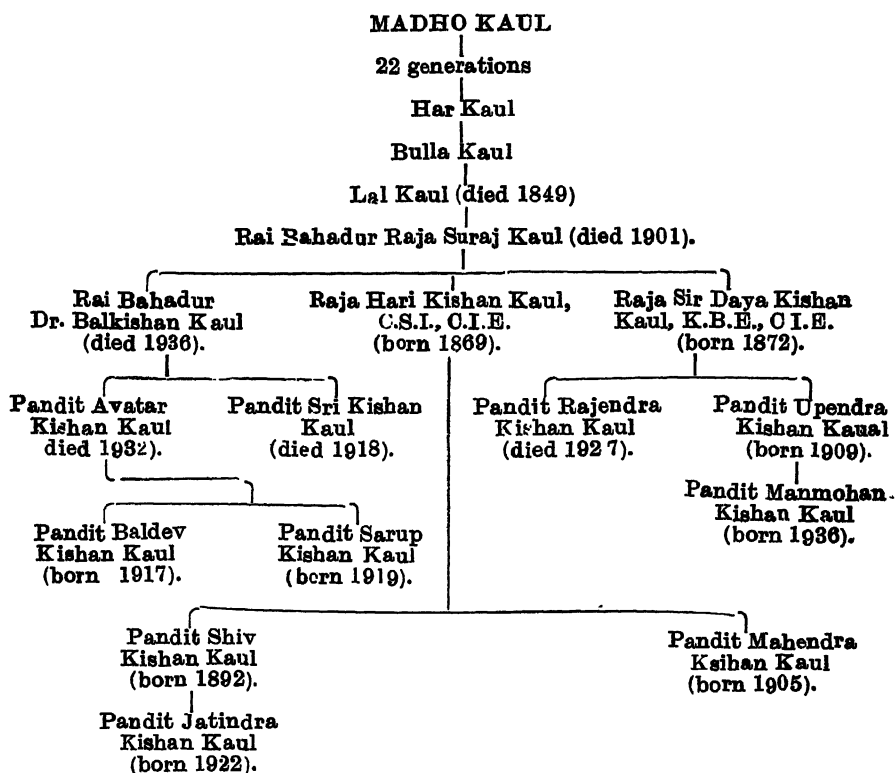 MADHO KAUL
22 generations
Har Kaul
Bulla Kaul
Lal Kaul (died 1849)
Rai Bahadur Raja Suraj Kaul (died 1901).
Rai Bahadur
Dr. Balkishan Kaul
(died 1936).
Raja Hari Kishan Kaul,
C.S.I., C.I.E.
(born 1869).
Raja Sir Daya Kishan
Kaul, K.B.E., C I.E.
(born 1872).
Pandit Avatar
Kishan Kaul
died 1932).
Pandit Sri Kishan
Kaul
(died 1918).
Pandit Rajendra
Kishan Kaul
(died 1927).
Pandit Upendra
Kishan Kaual
(born 1909).
Pandit Manmohan
Kishan Kaul
(born 1936).
Pandit Baldev
Kishan Kaul
(born 1917).
Pandit Sarup
Kishan Kaul
(born 1919).
Pandit Shiv
Kishan Kaul
(born 1892).
Pandit Mahendra
Ksihan Kaul
(born 1905).
Pandit Jatindra
Kishan Kaul
(born 1922).